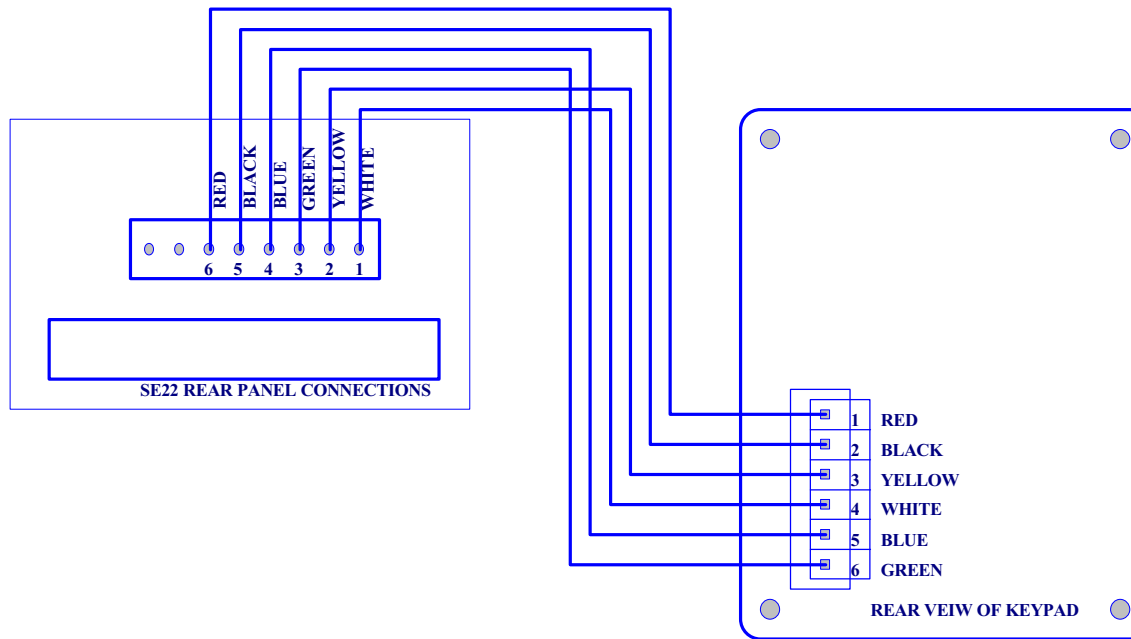 RED
BLACK
BLUE
GREEN
YELLOW
WHITE
6 5 4 3 2 1
SE22 REAR PANEL CONNECTIONS
1 RED
2 BLACK
3 YELLOW
4 WHITE
5 BLUE
6 GREEN
REAR VEIW OF KEYPAD